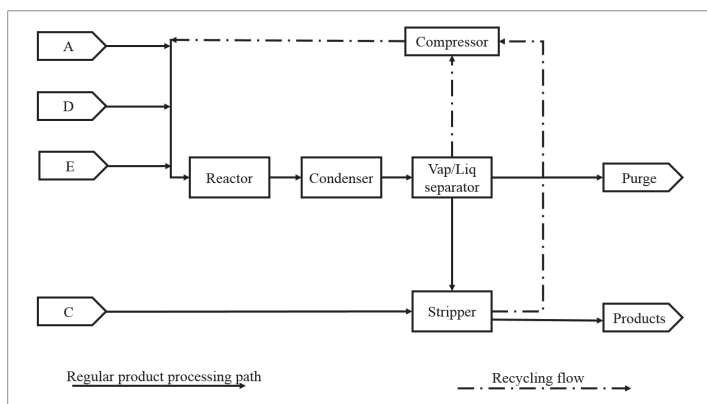 A
Compressor
D
E
Reactor
Condenser
Vap/Liq
separator
Purge
C
Stripper
Products
Regular product processing path
Recycling flow